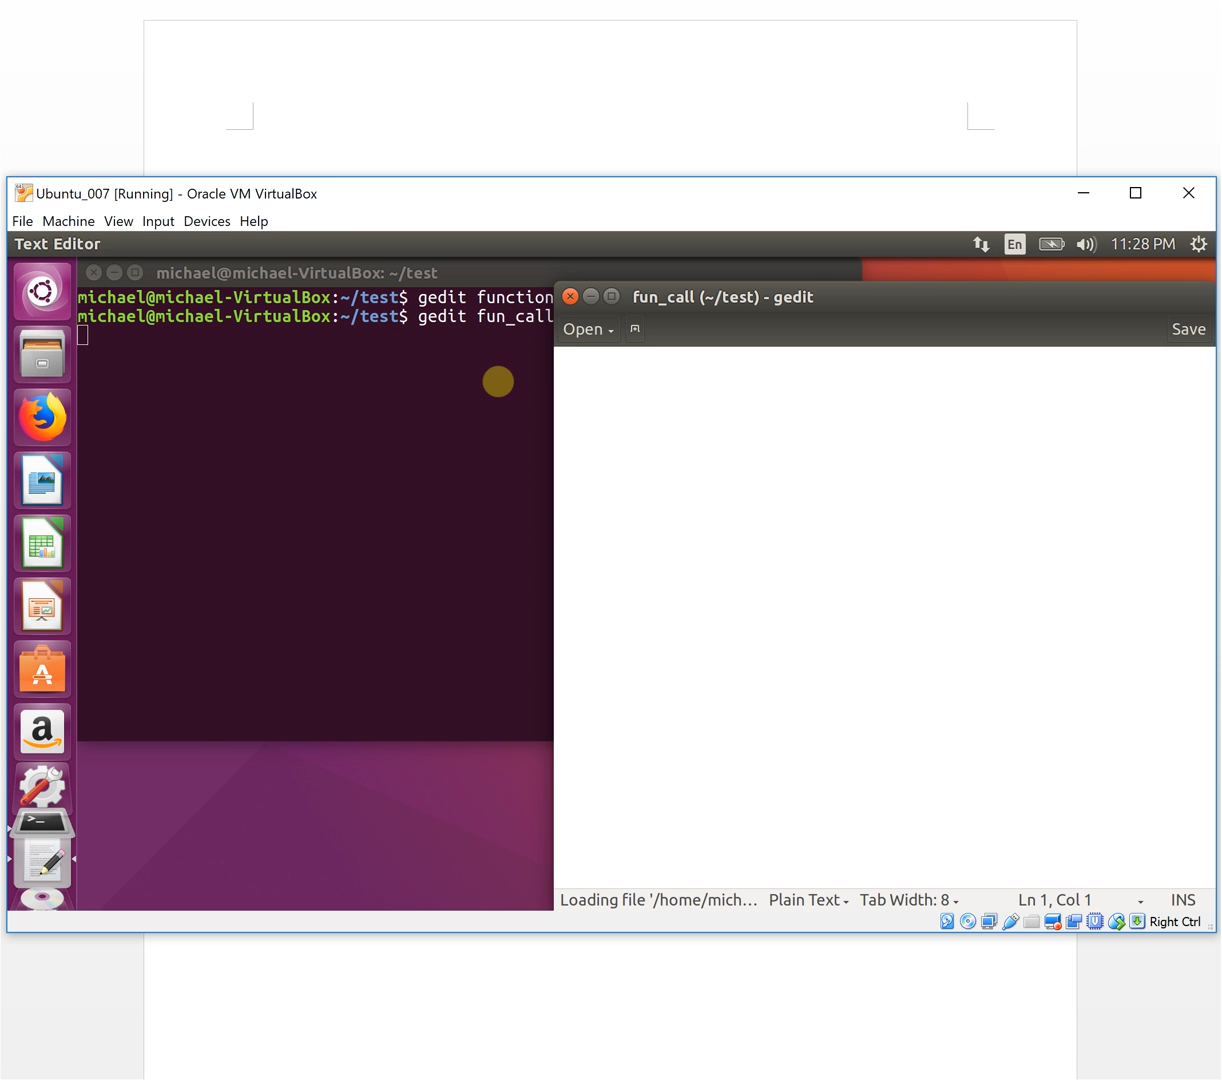 Ubuntu_007 [Running] - Oracle VM VirtualBox
File Machine View Input Devices Help
Text Editor
En
11:28 PM
michael@michael-VirtualBox: ~/test
michael@michael-VirtualBox:~/test$ gedit function
michael@michael-VirtualBox:~/test$ gedit fun_call
fun_call (~/test) - gedit
Open
Save
Loading file '/home/mich... Plain Text Tab Width: 8 Ln 1, Col 1 INS
Right Ctrl